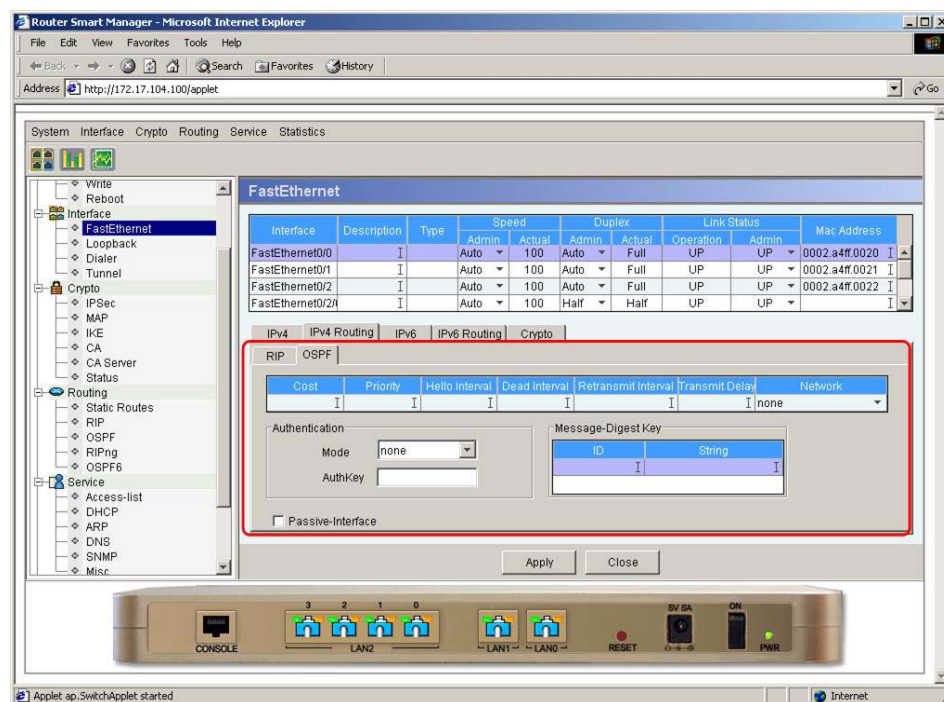 Router Smart Manager - Microsoft Internet Explorer
File Edit View Favorites Tools Help
Back Search Favorites History
Address http://172.17.104.100/applet Go
System Interface Crypto Routing Service Statistics
Write
Reboot
Interface
FastEthernet
Loopback
Dialer
Tunnel
Crypto
IPSec
MAP
IKE
CA
CA Server
Status
Routing
Static Routes
RIP
OSPF
RIPng
OSPF6
Service
Access-list
DHCP
ARP
DNS
SNMP
Misc
FastEthernet
Interface Description Type Speed Duplex Link Status Mac Address
Admin Actual Admin Actual Operation Admin
FastEthernet0/0 Auto 100 Auto Full UP UP 0002.a4ff.0020
FastEthernet0/1 Auto 100 Auto Full UP UP 0002.a4ff.0021
FastEthernet0/2 Auto 100 Auto Full UP UP 0002.a4ff.0022
FastEthernet0/2/ Auto 100 Half Half UP UP
IPv4 IPv4 Routing IPv6 IPv6 Routing Crypto
RIP OSPF
Cost Priority Hello Interval Dead Interval Retransmit Interval Transmit Delay Network
none
Authentication
Mode none
AuthKey
Message-Digest Key
ID String
Passive-Interface
Apply Close
3 2 1 0
5V 5A ON
CONSOLE LAN2 LAN1 LAN0 RESET PWR
Applet ap.SwitchApplet started Internet